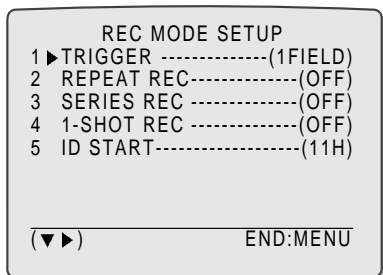 REC MODE SETUP
1 ▶TRIGGER --------------(1FIELD)
2 REPEAT REC-------------(OFF)
3 SERIES REC -------------(OFF)
4 1-SHOT REC -------------(OFF)
5 ID START------------------(11H)
(▼▶) END:MENU